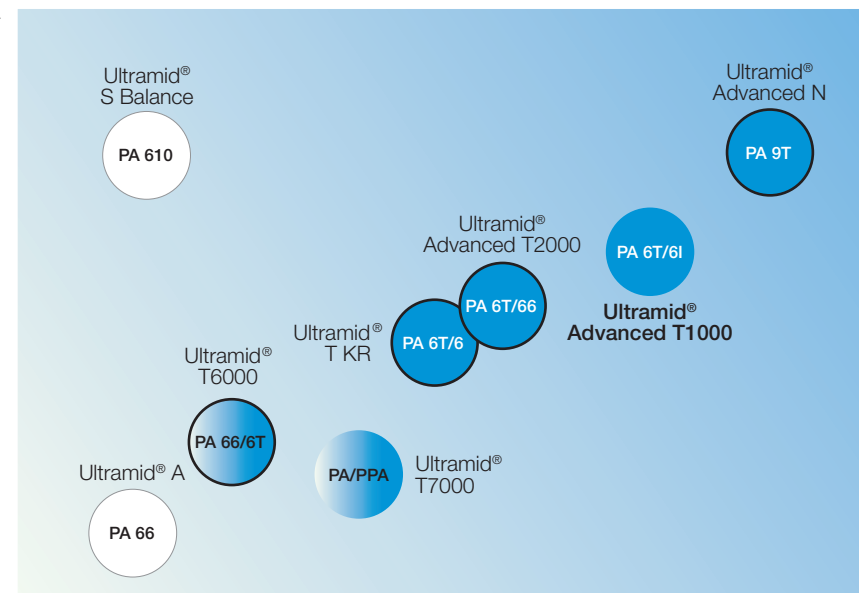 Ultramid®
S Balance
PA 610
Ultramid®
Advanced N
PA 9T
Ultramid®
Advanced T2000
PA 6T/66
PA 6T/6I
Ultramid®
Advanced T1000
Ultramid®
T KR
PA 6T/6
Ultramid®
T6000
PA 66/6T
PA/PPA
Ultramid®
T7000
Ultramid® A
PA 66